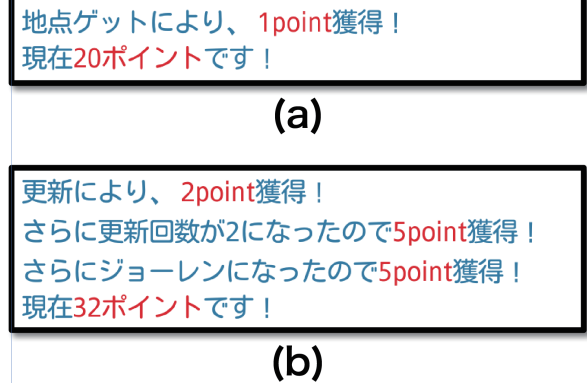 地点ゲットにより、 1point獲得！
現在20ポイントです！
(a)
更新により、 2point獲得！
さらに更新回数が2になったので5point獲得！
さらにジョーレンになったので5point獲得！
現在32ポイントです！
(b)